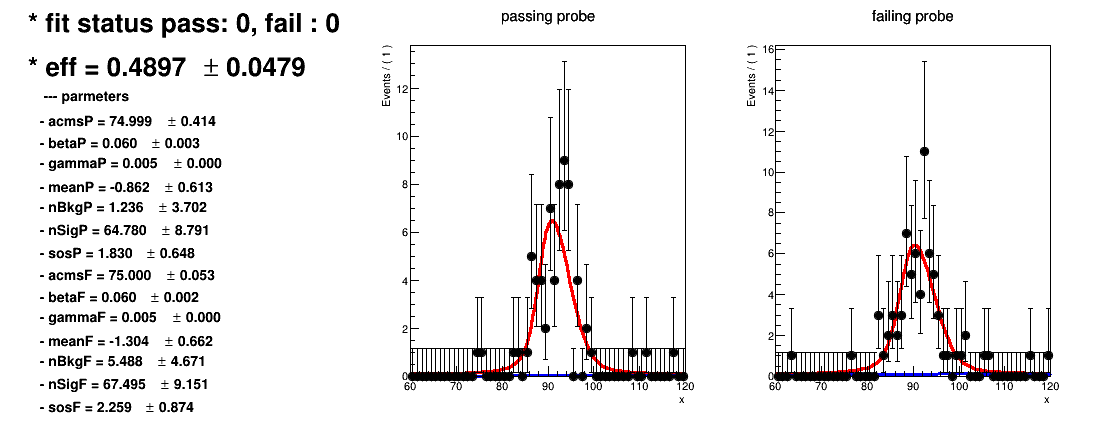 * fit status pass: 0, fail : 0
* eff = 0.4897 ± 0.0479
--- parmeters
- acmsP = 74.999 ± 0.414
- betaP = 0.060 ± 0.003
- gammaP = 0.005 ± 0.000
- meanP = -0.862 ± 0.613
- nBkgP = 1.236 ± 3.702
- nSigP = 64.780 ± 8.791
- sosP = 1.830 ± 0.648
- acmsF = 75.000 ± 0.053
- betaF = 0.060 ± 0.002
- gammaF = 0.005 ± 0.000
- meanF = -1.304 ± 0.662
- nBkgF = 5.488 ± 4.671
- nSigF = 67.495 ± 9.151
- sosF = 2.259 ± 0.874
passing probe
Events / ( 1 )
12
10
8
6
4
2
0
60 70 80 90 100 110 120
x
failing probe
Events / ( 1 )
16
14
12
10
8
6
4
2
0
60 70 80 90 100 110 120
x